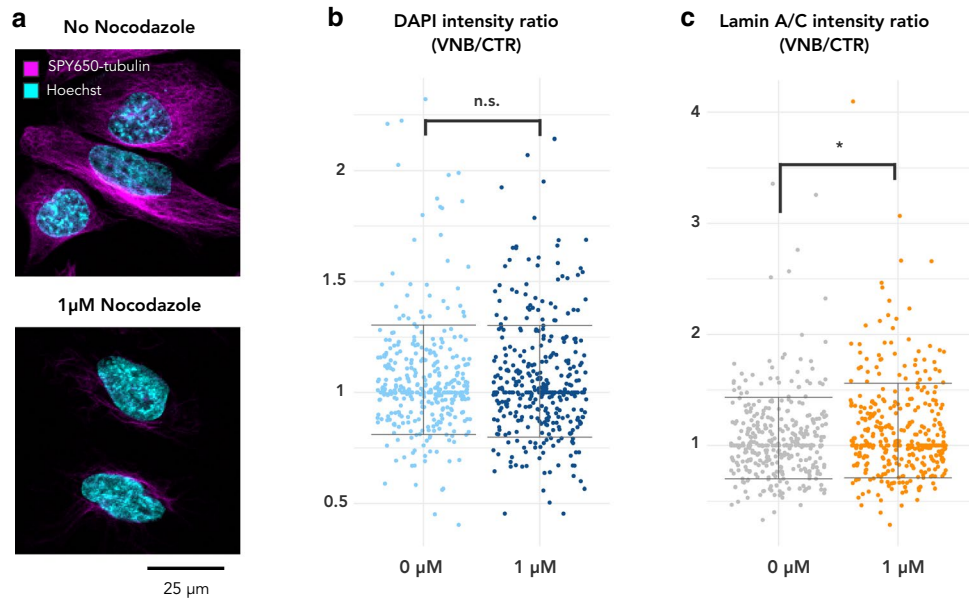 a
No Nocodazole
SPY650-tubulin
Hoechst
1µM Nocodazole
25 µm
b
DAPI intensity ratio
(VNB/CTR)
n.s.
2
1.5
1
0.5
0 µM
1 µM
c
Lamin A/C intensity ratio
(VNB/CTR)
*
4
3
2
1
0 µM
1 µM